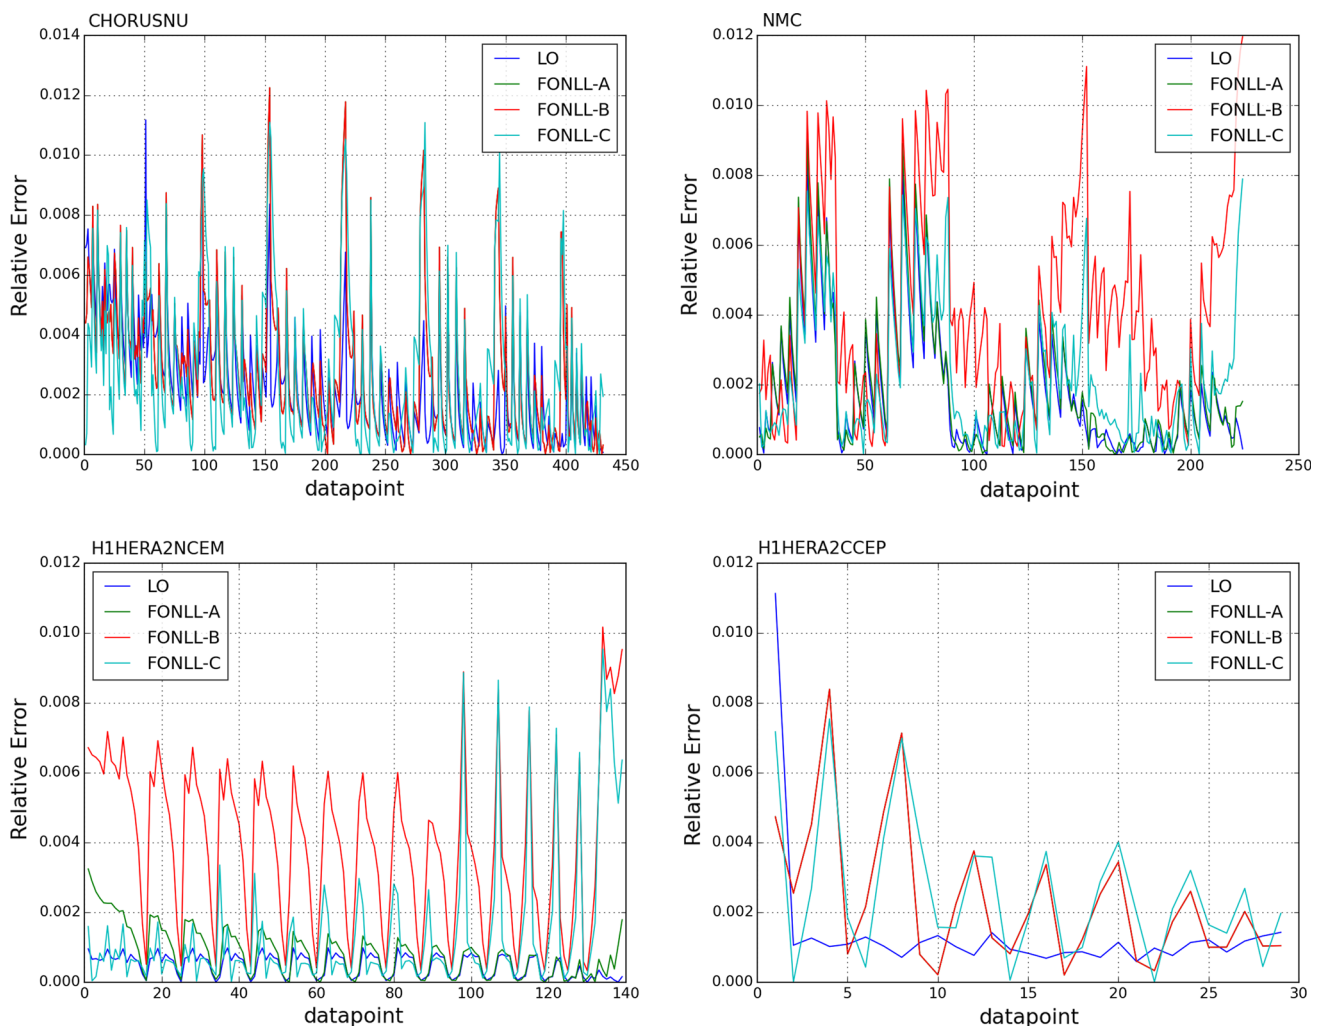 CHORUSNU
0.014
0.012
0.010
0.008
0.006
0.004
0.002
0.000
Relative Error
LO
FONLL-A
FONLL-B
FONLL-C
0 50 100 150 200 250 300 350 400 450
datapoint
NMC
0.012
0.010
0.008
0.006
0.004
0.002
0.000
Relative Error
LO
FONLL-A
FONLL-B
FONLL-C
0 50 100 150 200 250
datapoint
H1HERA2NCEM
0.012
0.010
0.008
0.006
0.004
0.002
0.000
Relative Error
LO
FONLL-A
FONLL-B
FONLL-C
0 20 40 60 80 100 120 140
datapoint
H1HERA2CCEP
0.012
0.010
0.008
0.006
0.004
0.002
0.000
Relative Error
LO
FONLL-A
FONLL-B
FONLL-C
0 5 10 15 20 25 30
datapoint